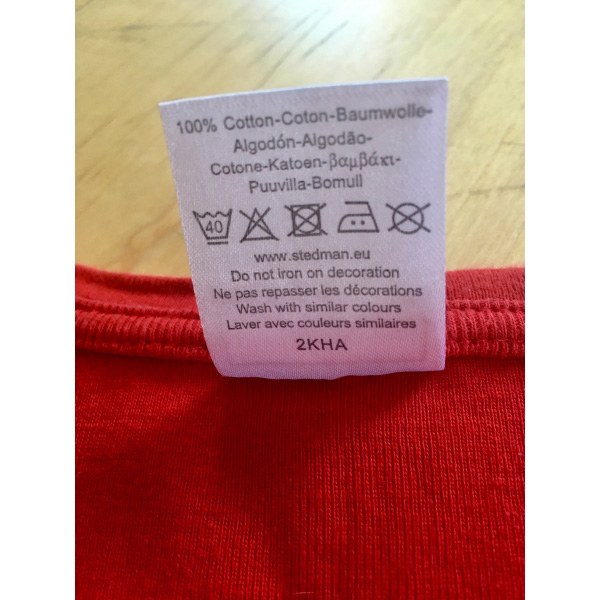 100% Cotton-Coton-Baumwolle-
Algodón-Algodão-
Cotone-Katoen-βαμβάκι-
Puuvilla-Bomull
40
www.stedman.eu
Do not iron on decoration
Ne pas repasser les décorations
Wash with similar colours
Laver avec couleurs similaires
2KHA